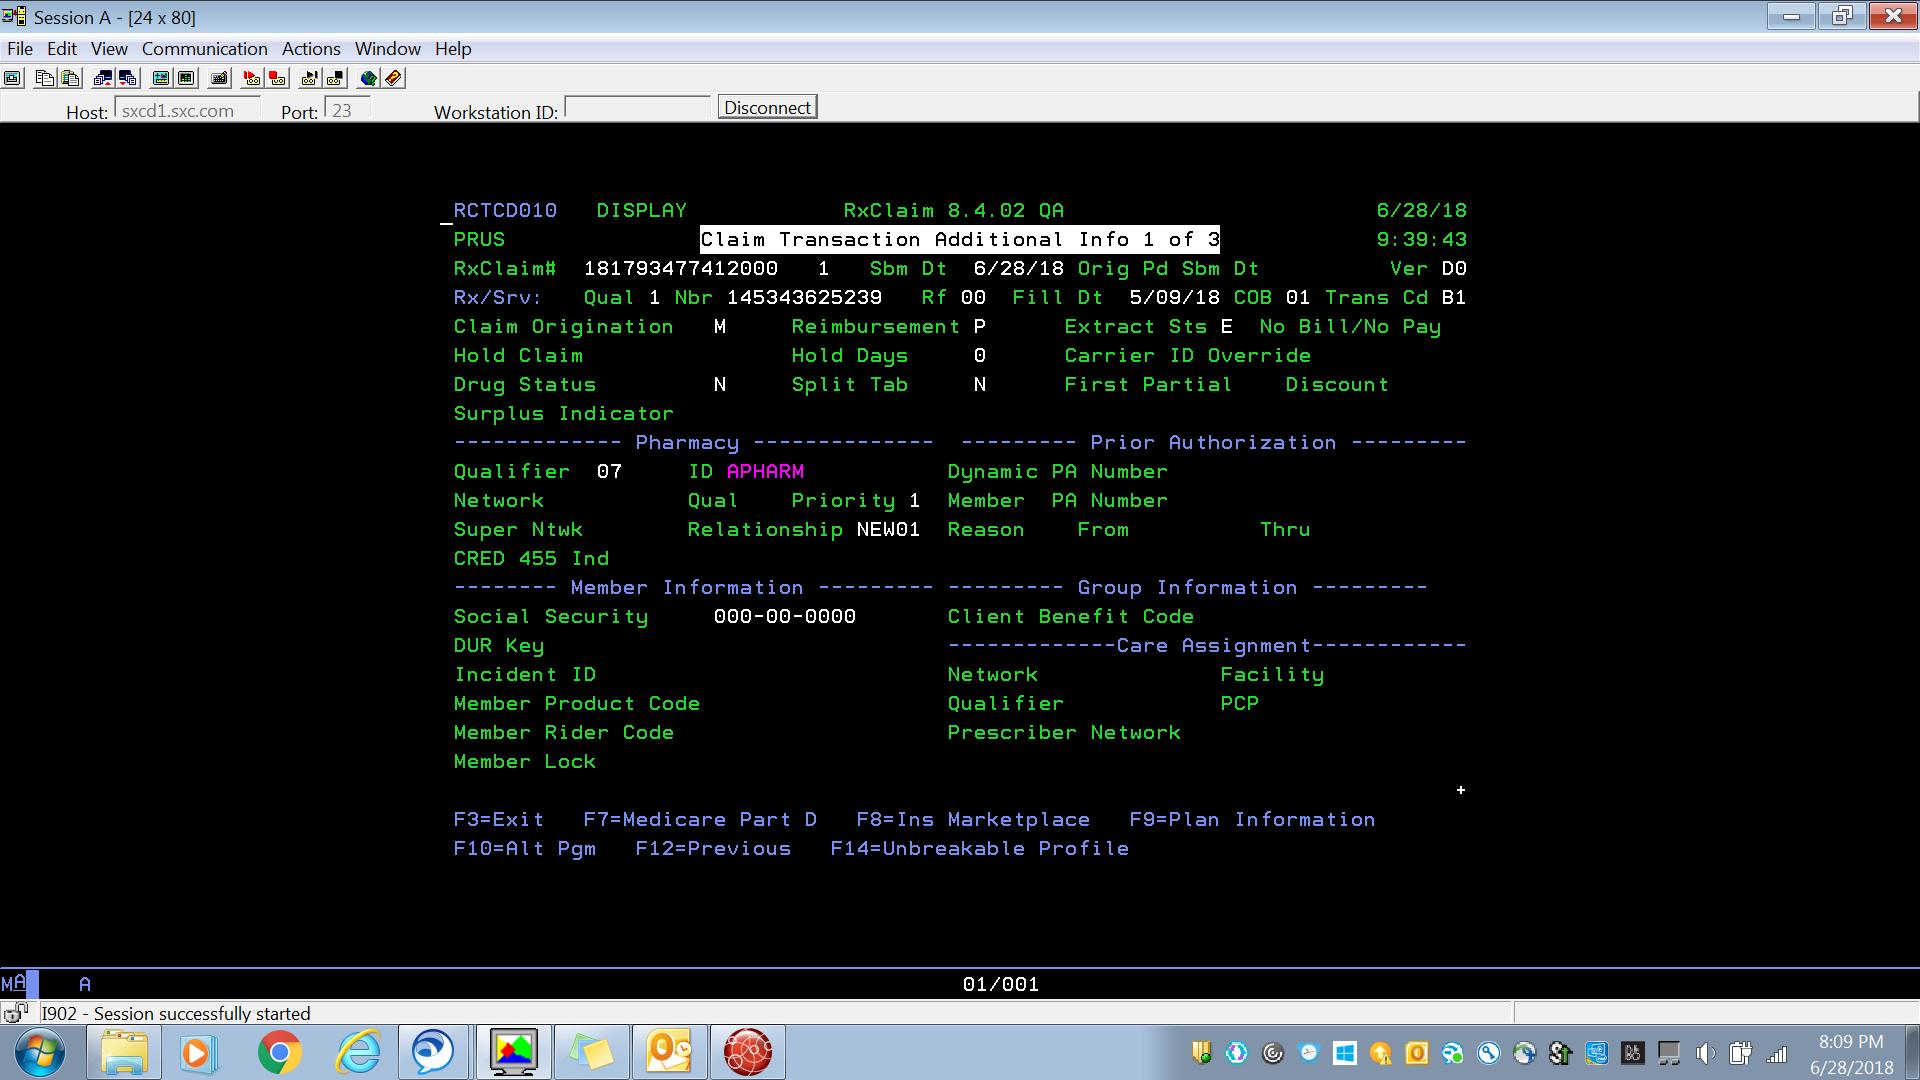 Session A - [24 x 80]
File Edit View Communication Actions Window Help
Host: sxcd1.sxc.com Port: 23 Workstation ID: Disconnect
RCTCD010 DISPLAY RxClaim 8.4.02 QA 6/28/18
PRUS Claim Transaction Additional Info 1 of 3 9:39:43
RxClaim# 181793477412000 1 Sbm Dt 6/28/18 Orig Pd Sbm Dt Ver D0
Rx/Srv: Qual 1 Nbr 145343625239 Rf 00 Fill Dt 5/09/18 COB 01 Trans Cd B1
Claim Origination M Reimbursement P Extract Sts E No Bill/No Pay
Hold Claim Hold Days 0 Carrier ID Override
Drug Status N Split Tab N First Partial Discount
Surplus Indicator
------------- Pharmacy -------------- --------- Prior Authorization ---------
Qualifier 07 ID APHARM Dynamic PA Number
Network Qual Priority 1 Member PA Number
Super Ntwk Relationship NEW01 Reason From Thru
CRED 455 Ind
-------- Member Information --------- --------- Group Information ---------
Social Security 000-00-0000 Client Benefit Code
DUR Key -------------Care Assignment------------
Incident ID Network Facility
Member Product Code Qualifier PCP
Member Rider Code Prescriber Network
Member Lock
+
F3=Exit F7=Medicare Part D F8=Ins Marketplace F9=Plan Information
F10=Alt Pgm F12=Previous F14=Unbreakable Profile
MA A 01/001
I902 - Session successfully started
8:09 PM
6/28/2018